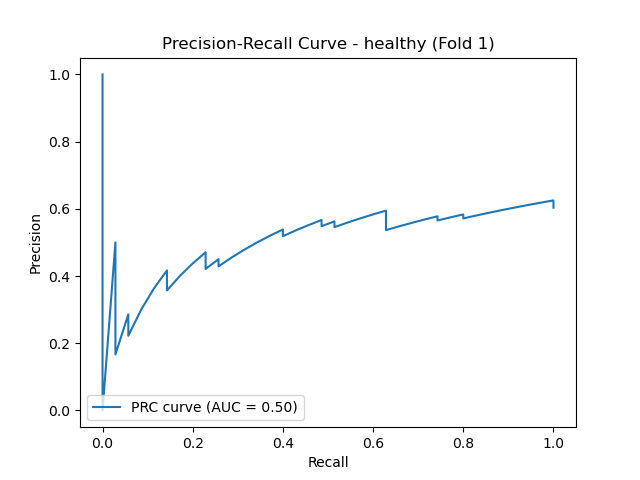 Precision-Recall Curve - healthy (Fold 1)
1.0
0.8
0.6
0.4
0.2
0.0
Precision
PRC curve (AUC = 0.50)
0.0 0.2 0.4 0.6 0.8 1.0
Recall